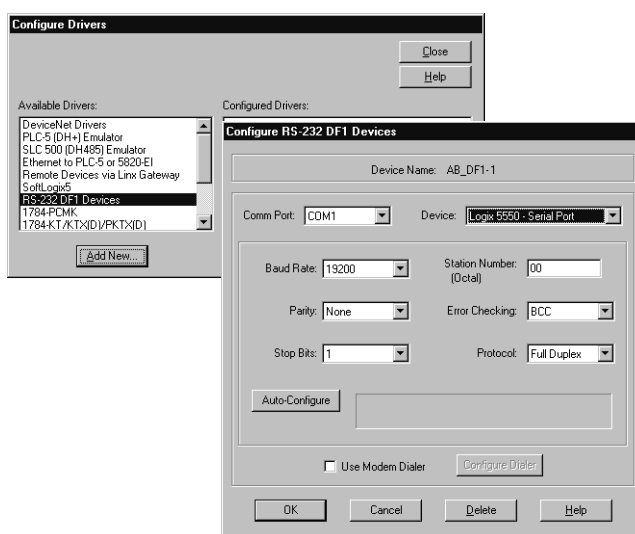 Configure Drivers
Close
Help
Available Drivers:
Configured Drivers:
DeviceNet Drivers
PLC-5 (DH+) Emulator
SLC 500 (DH485) Emulator
Ethernet to PLC-5 or 5820-EI
Remote Devices via Linx Gateway
SoftLogix5
RS-232 DF1 Devices
1784-PCMK
1784-KT/KTX(D)/PKTX(D)
Add New...
Configure RS-232 DF1 Devices
Device Name: AB_DF1-1
Comm Port: COM1 Device: Logix 5550 - Serial Port
Baud Rate: 19200 Station Number: 00
(Octal)
Parity: None Error Checking: BCC
Stop Bits: 1 Protocol: Full Duplex
Auto-Configure
Use Modem Dialer Configure Dialer
OK Cancel Delete Help